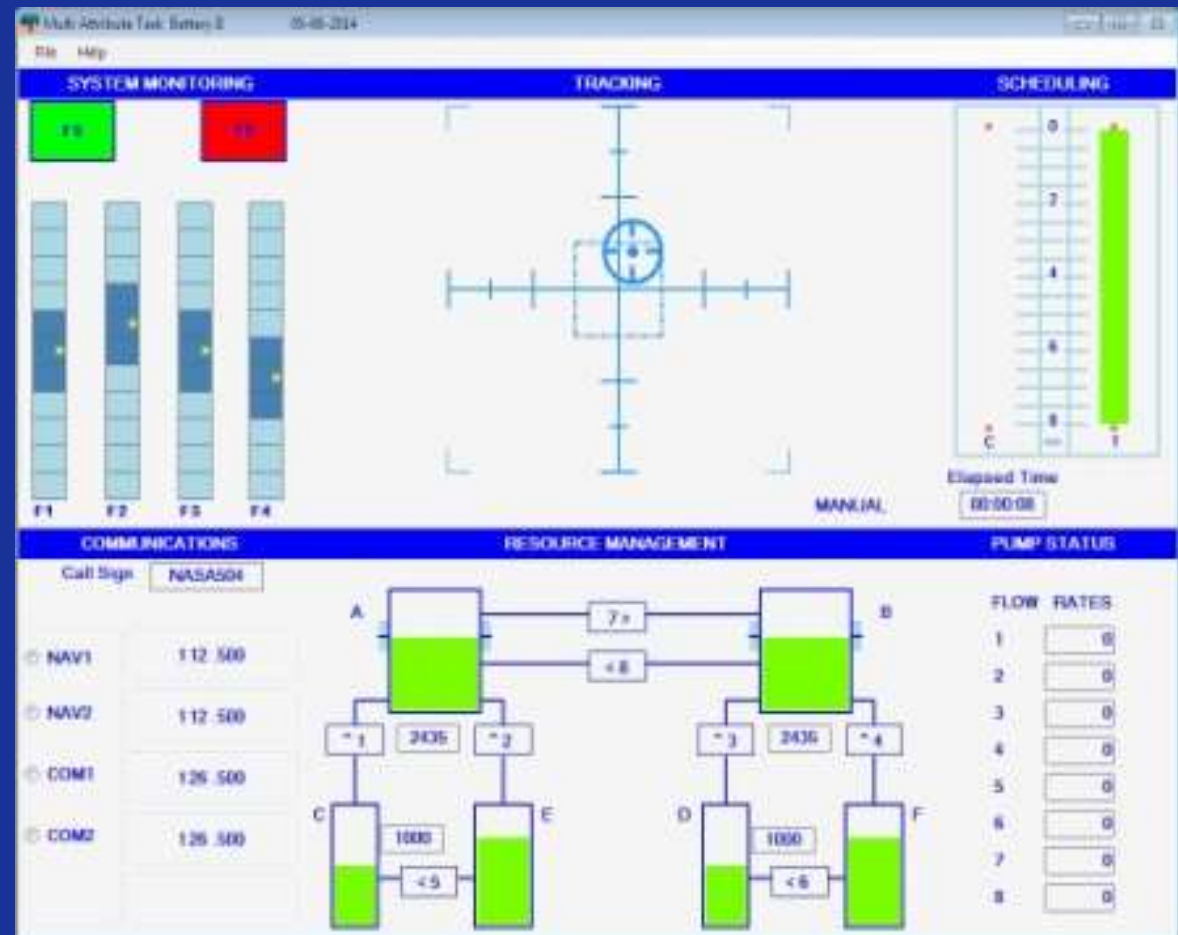 Multi Attribute Task Battery II 05-08-2014
File Help
SYSTEM MONITORING
F5
F1 F2 F3 F4
TRACKING
MANUAL
SCHEDULING
0
2
4
6
8
C T
Elapsed Time
00:00:08
COMMUNICATIONS
Call Sign NASA504
NAV1 112 .500
NAV2 112 .500
COM1 126 .500
COM2 126 .500
RESOURCE MANAGEMENT
A B
7 >
< 8
^ 1 2435 ^ 2 ^ 3 2435 ^ 4
C E D F
1000 1000
< 5 < 6
PUMP STATUS
FLOW RATES
1 0
2 0
3 0
4 0
5 0
6 0
7 0
8 0